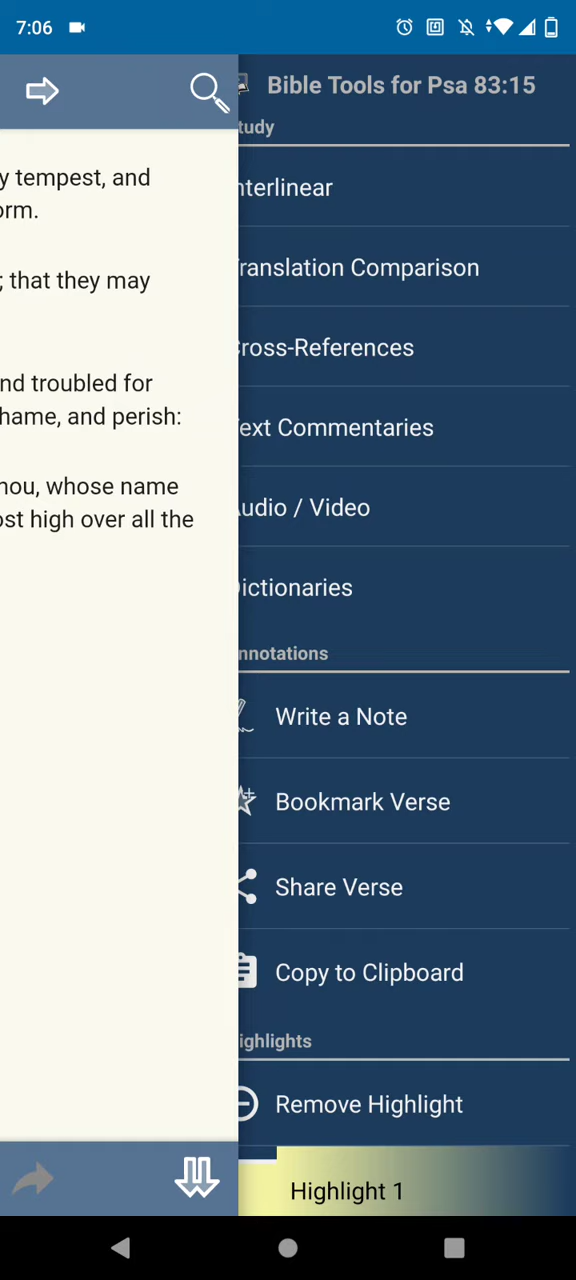 7:06
Bible Tools for Psa 83:15
tudy
y tempest, and
nterlinear
orm.
ranslation Comparison
; that they may
ross-References
nd troubled for
hame, and perish:
ext Commentaries
hou, whose name
ost high over all the
udio / Video
ictionaries
nnotations
Write a Note
Bookmark Verse
Share Verse
Copy to Clipboard
ighlights
Remove Highlight
Highlight 1